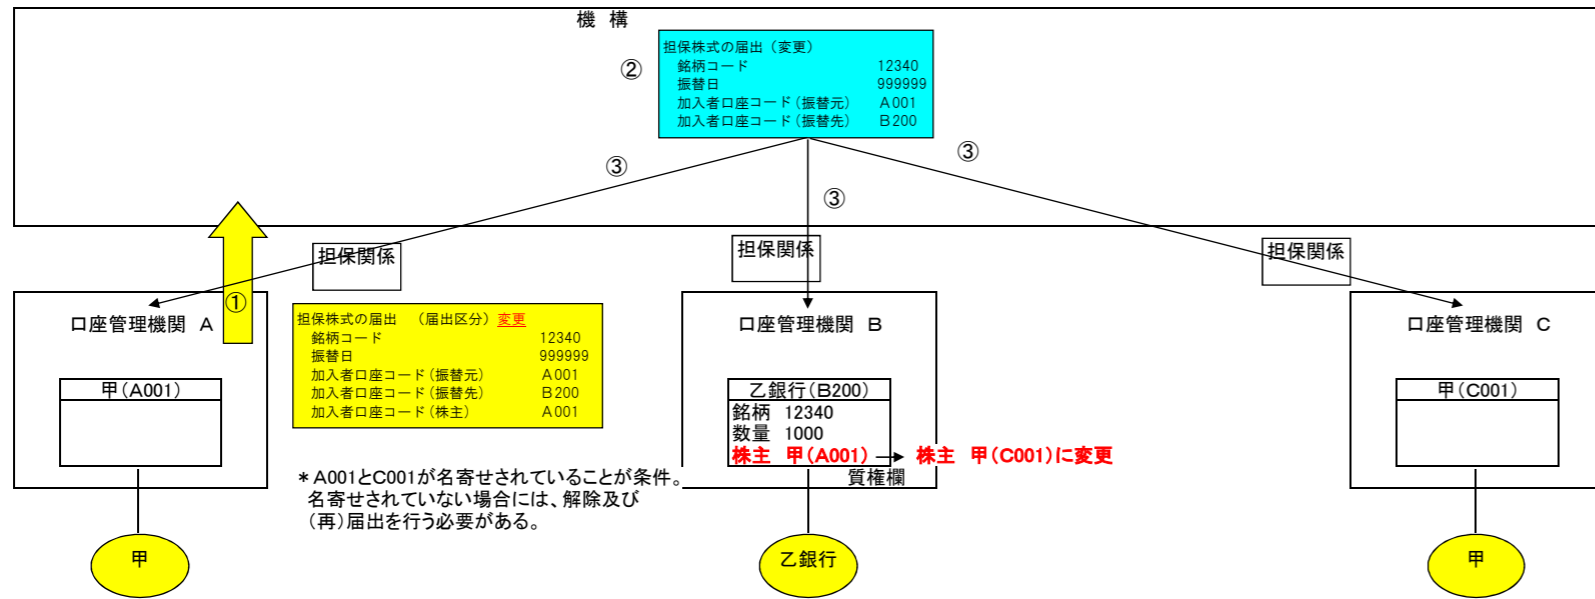 機 構
②
担保株式の届出（変更）
銘柄コード 12340
振替日 999999
加入者口座コード（振替元） A001
加入者口座コード（振替先） B200
③
③
③
担保関係
担保関係
担保関係
①
口座管理機関 A
甲（A001）
甲
担保株式の届出 （届出区分）変更
銘柄コード 12340
振替日 999999
加入者口座コード（振替元） A001
加入者口座コード（振替先） B200
加入者口座コード（株主） A001
＊A001とC001が名寄せされていることが条件。
名寄せされていない場合には、解除及び
（再）届出を行う必要がある。
口座管理機関 B
乙銀行（B200）
銘柄 12340
数量 1000
株主 甲（A001） 株主 甲（C001）に変更
質権欄
乙銀行
口座管理機関 C
甲（C001）
甲